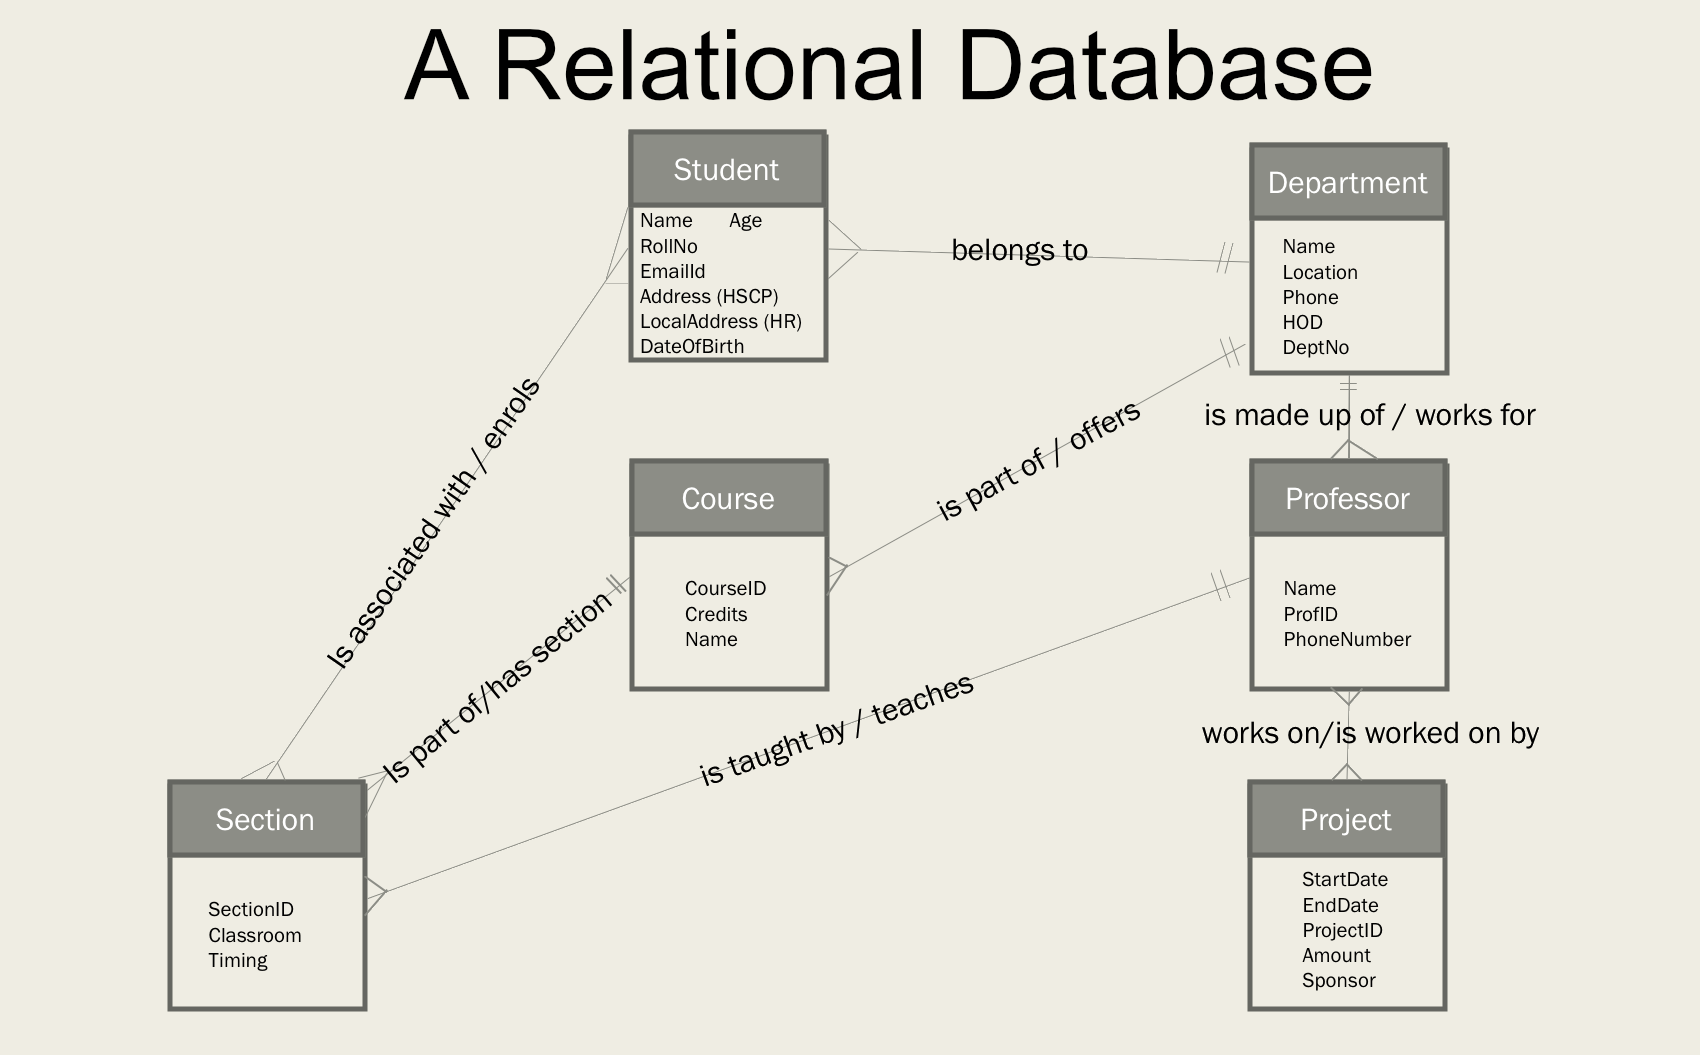 A Relational Database
Student
Name Age
RollNo
EmailId
Address (HSCP)
LocalAddress (HR)
DateOfBirth
belongs to
Department
Name
Location
Phone
HOD
DeptNo
is made up of / works for
Is associated with / enrols
is part of / offers
Course
CourseID
Credits
Name
Professor
Name
ProfID
PhoneNumber
Is part of/has section
is taught by / teaches
works on/is worked on by
Section
SectionID
Classroom
Timing
Project
StartDate
EndDate
ProjectID
Amount
Sponsor